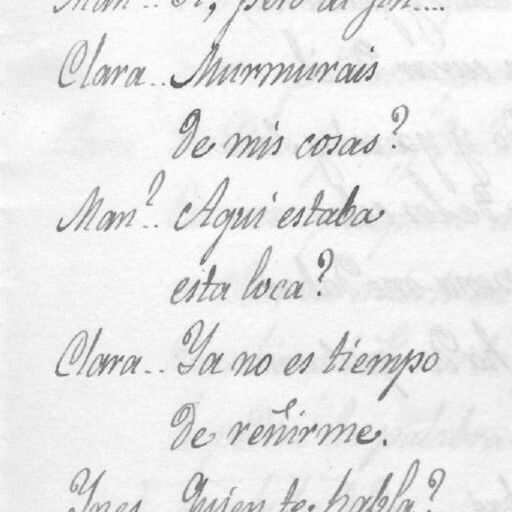 Man.. Si, pero al fin....
Clara.. Murmurais
de mis cosas?
Man?.. Aqui estaba
esta loca?
Clara.. Ya no es tiempo
de reñirme.
Ynes. Quien te habla?